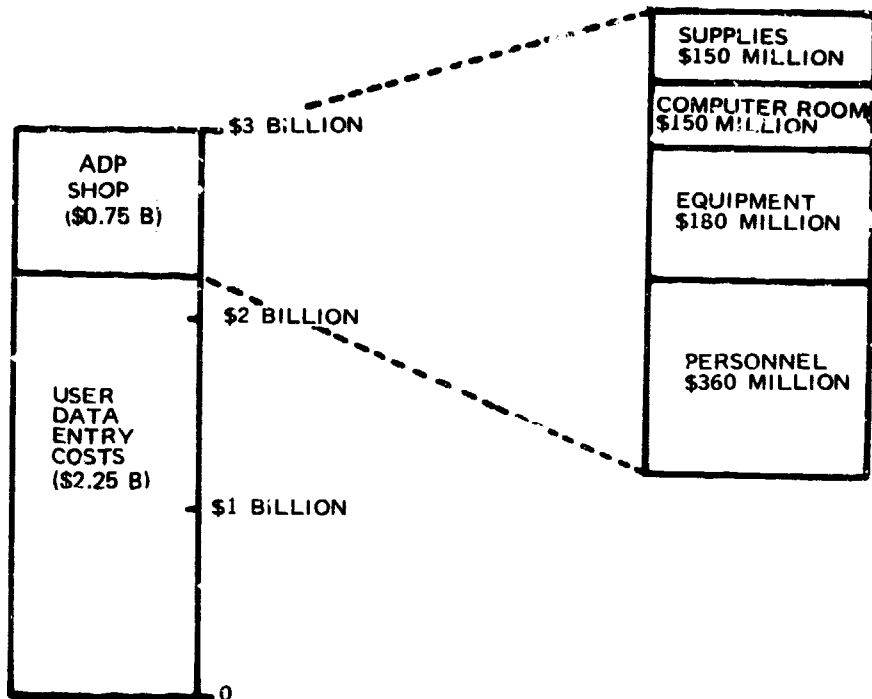 $3 BILLION
ADP
SHOP
($0.75 B)
$2 BILLION
USER
DATA
ENTRY
COSTS
($2.25 B)
$1 BILLION
0
SUPPLIES
$150 MILLION
COMPUTER ROOM
$150 MILLION
EQUIPMENT
$180 MILLION
PERSONNEL
$360 MILLION